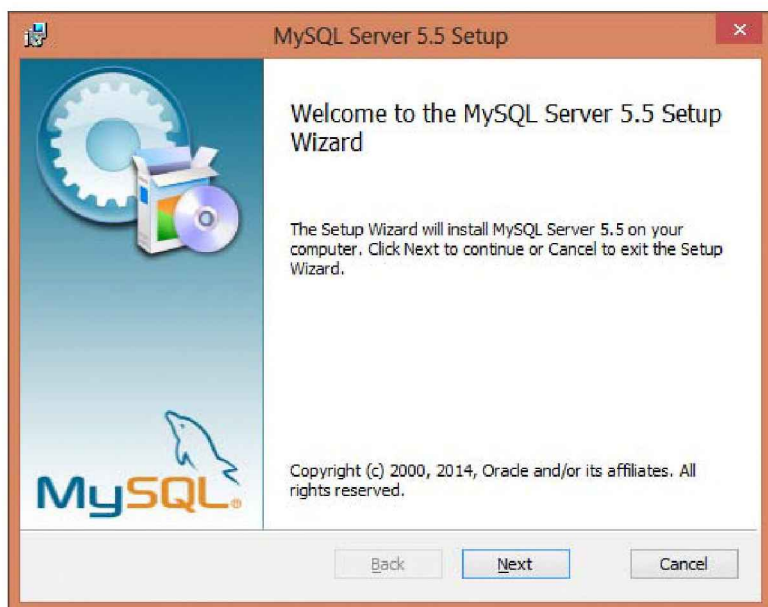 MySQL Server 5.5 Setup
Welcome to the MySQL Server 5.5 Setup
Wizard
The Setup Wizard will install MySQL Server 5.5 on your
computer. Click Next to continue or Cancel to exit the Setup
Wizard.
MySQL®
Copyright (c) 2000, 2014, Oracle and/or its affiliates. All
rights reserved.
Back
Next
Cancel